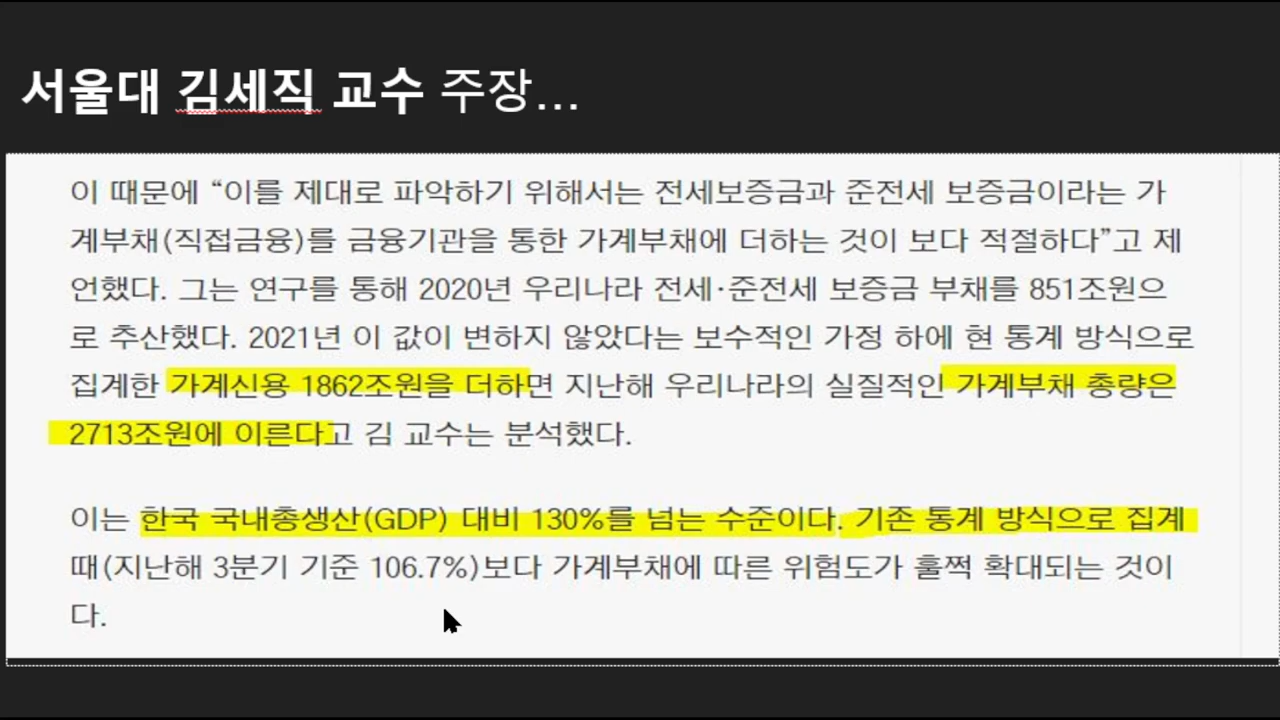 서울대 김세직 교수 주장...
이 때문에 “이를 제대로 파악하기 위해서는 전세보증금과 준전세 보증금이라는 가
계부채(직접금융)를 금융기관을 통한 가계부채에 더하는 것이 보다 적절하다”고 제
언했다. 그는 연구를 통해 2020년 우리나라 전세·준전세 보증금 부채를 851조원으
로 추산했다. 2021년 이 값이 변하지 않았다는 보수적인 가정 하에 현 통계 방식으로
집계한 가계신용 1862조원을 더하면 지난해 우리나라의 실질적인 가계부채 총량은
2713조원에 이른다고 김 교수는 분석했다.
이는 한국 국내총생산(GDP) 대비 130%를 넘는 수준이다. 기존 통계 방식으로 집계
때(지난해 3분기 기준 106.7%)보다 가계부채에 따른 위험도가 훌쩍 확대되는 것이
다.